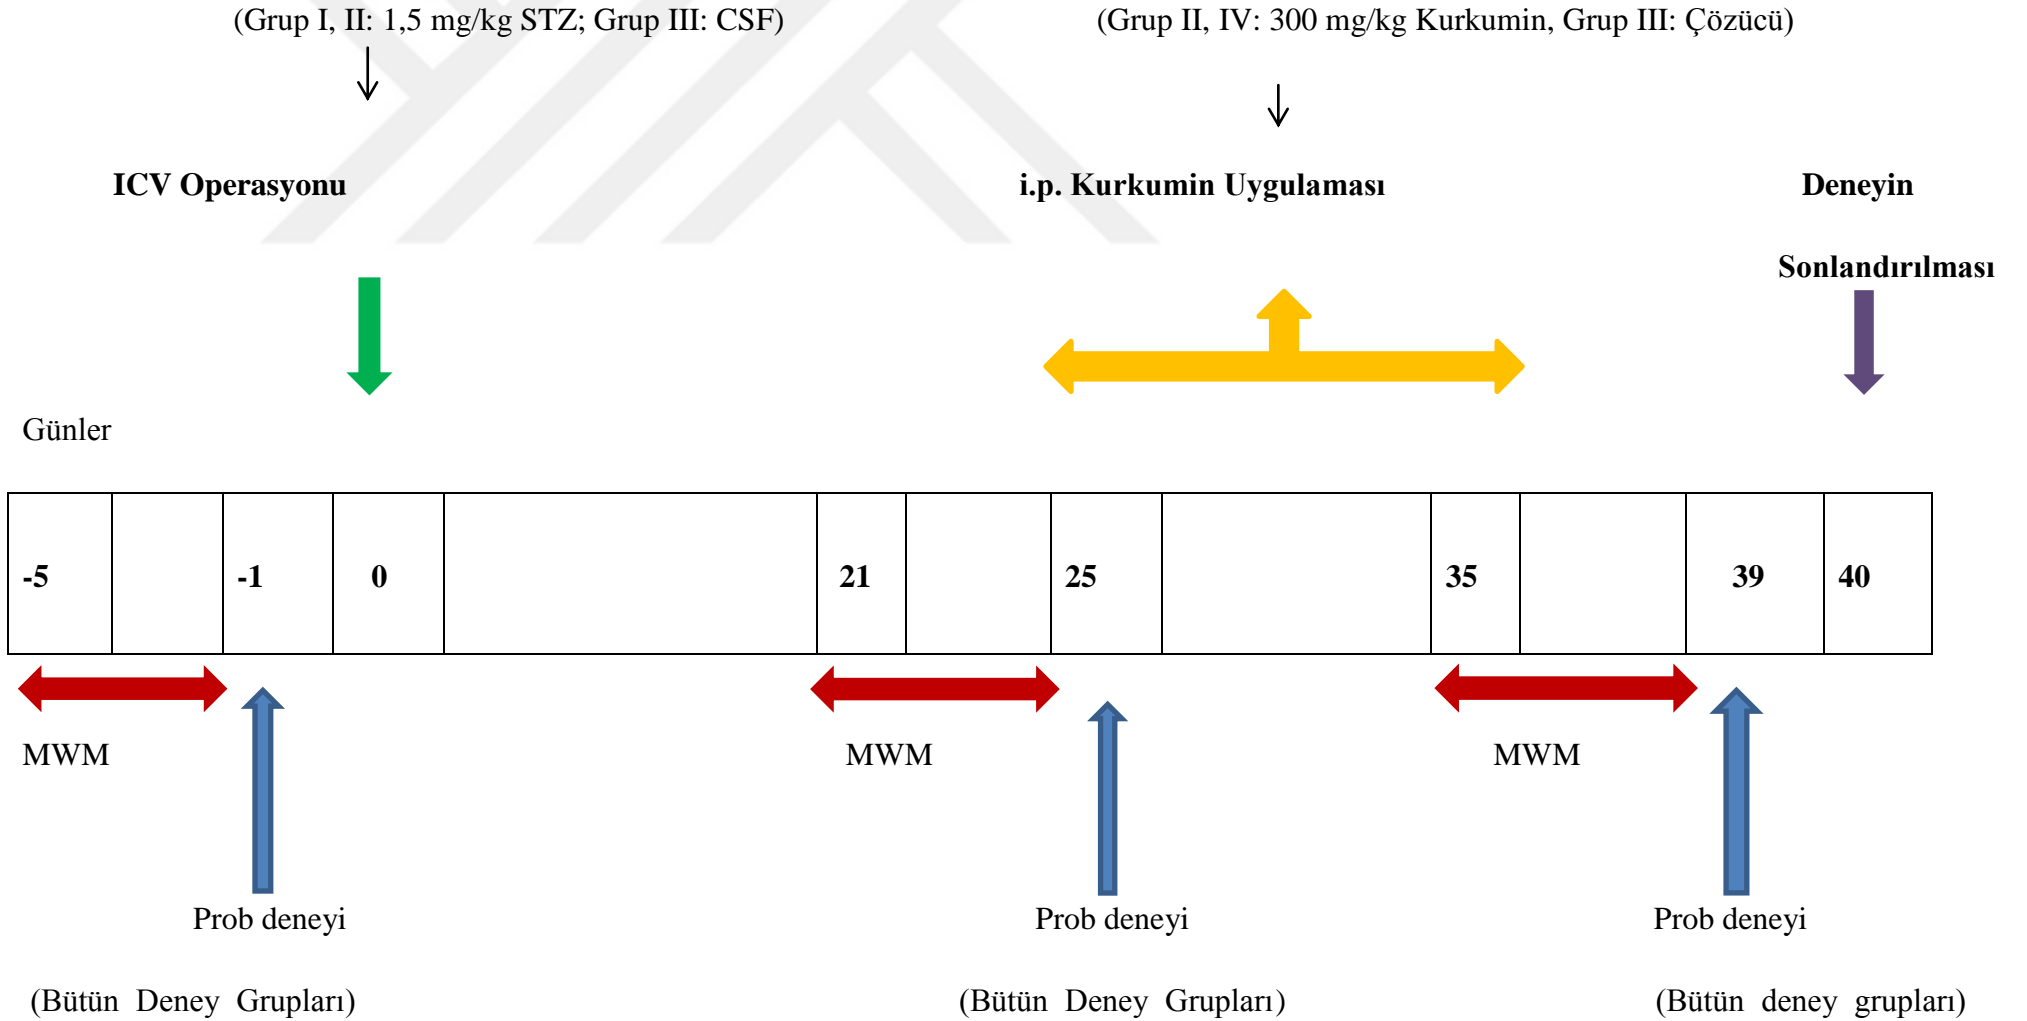 (Grup I, II: 1,5 mg/kg STZ; Grup III: CSF)
(Grup II, IV: 300 mg/kg Kurkumin, Grup III: Çözücü)
ICV Operasyonu
i.p. Kurkumin Uygulaması
Deneyin
Sonlandırılması
Günler
-5 -1 0 21 25 35 39 40
MWM
MWM
MWM
Prob deneyi
Prob deneyi
Prob deneyi
(Bütün Deney Grupları)
(Bütün Deney Grupları)
(Bütün deney grupları)